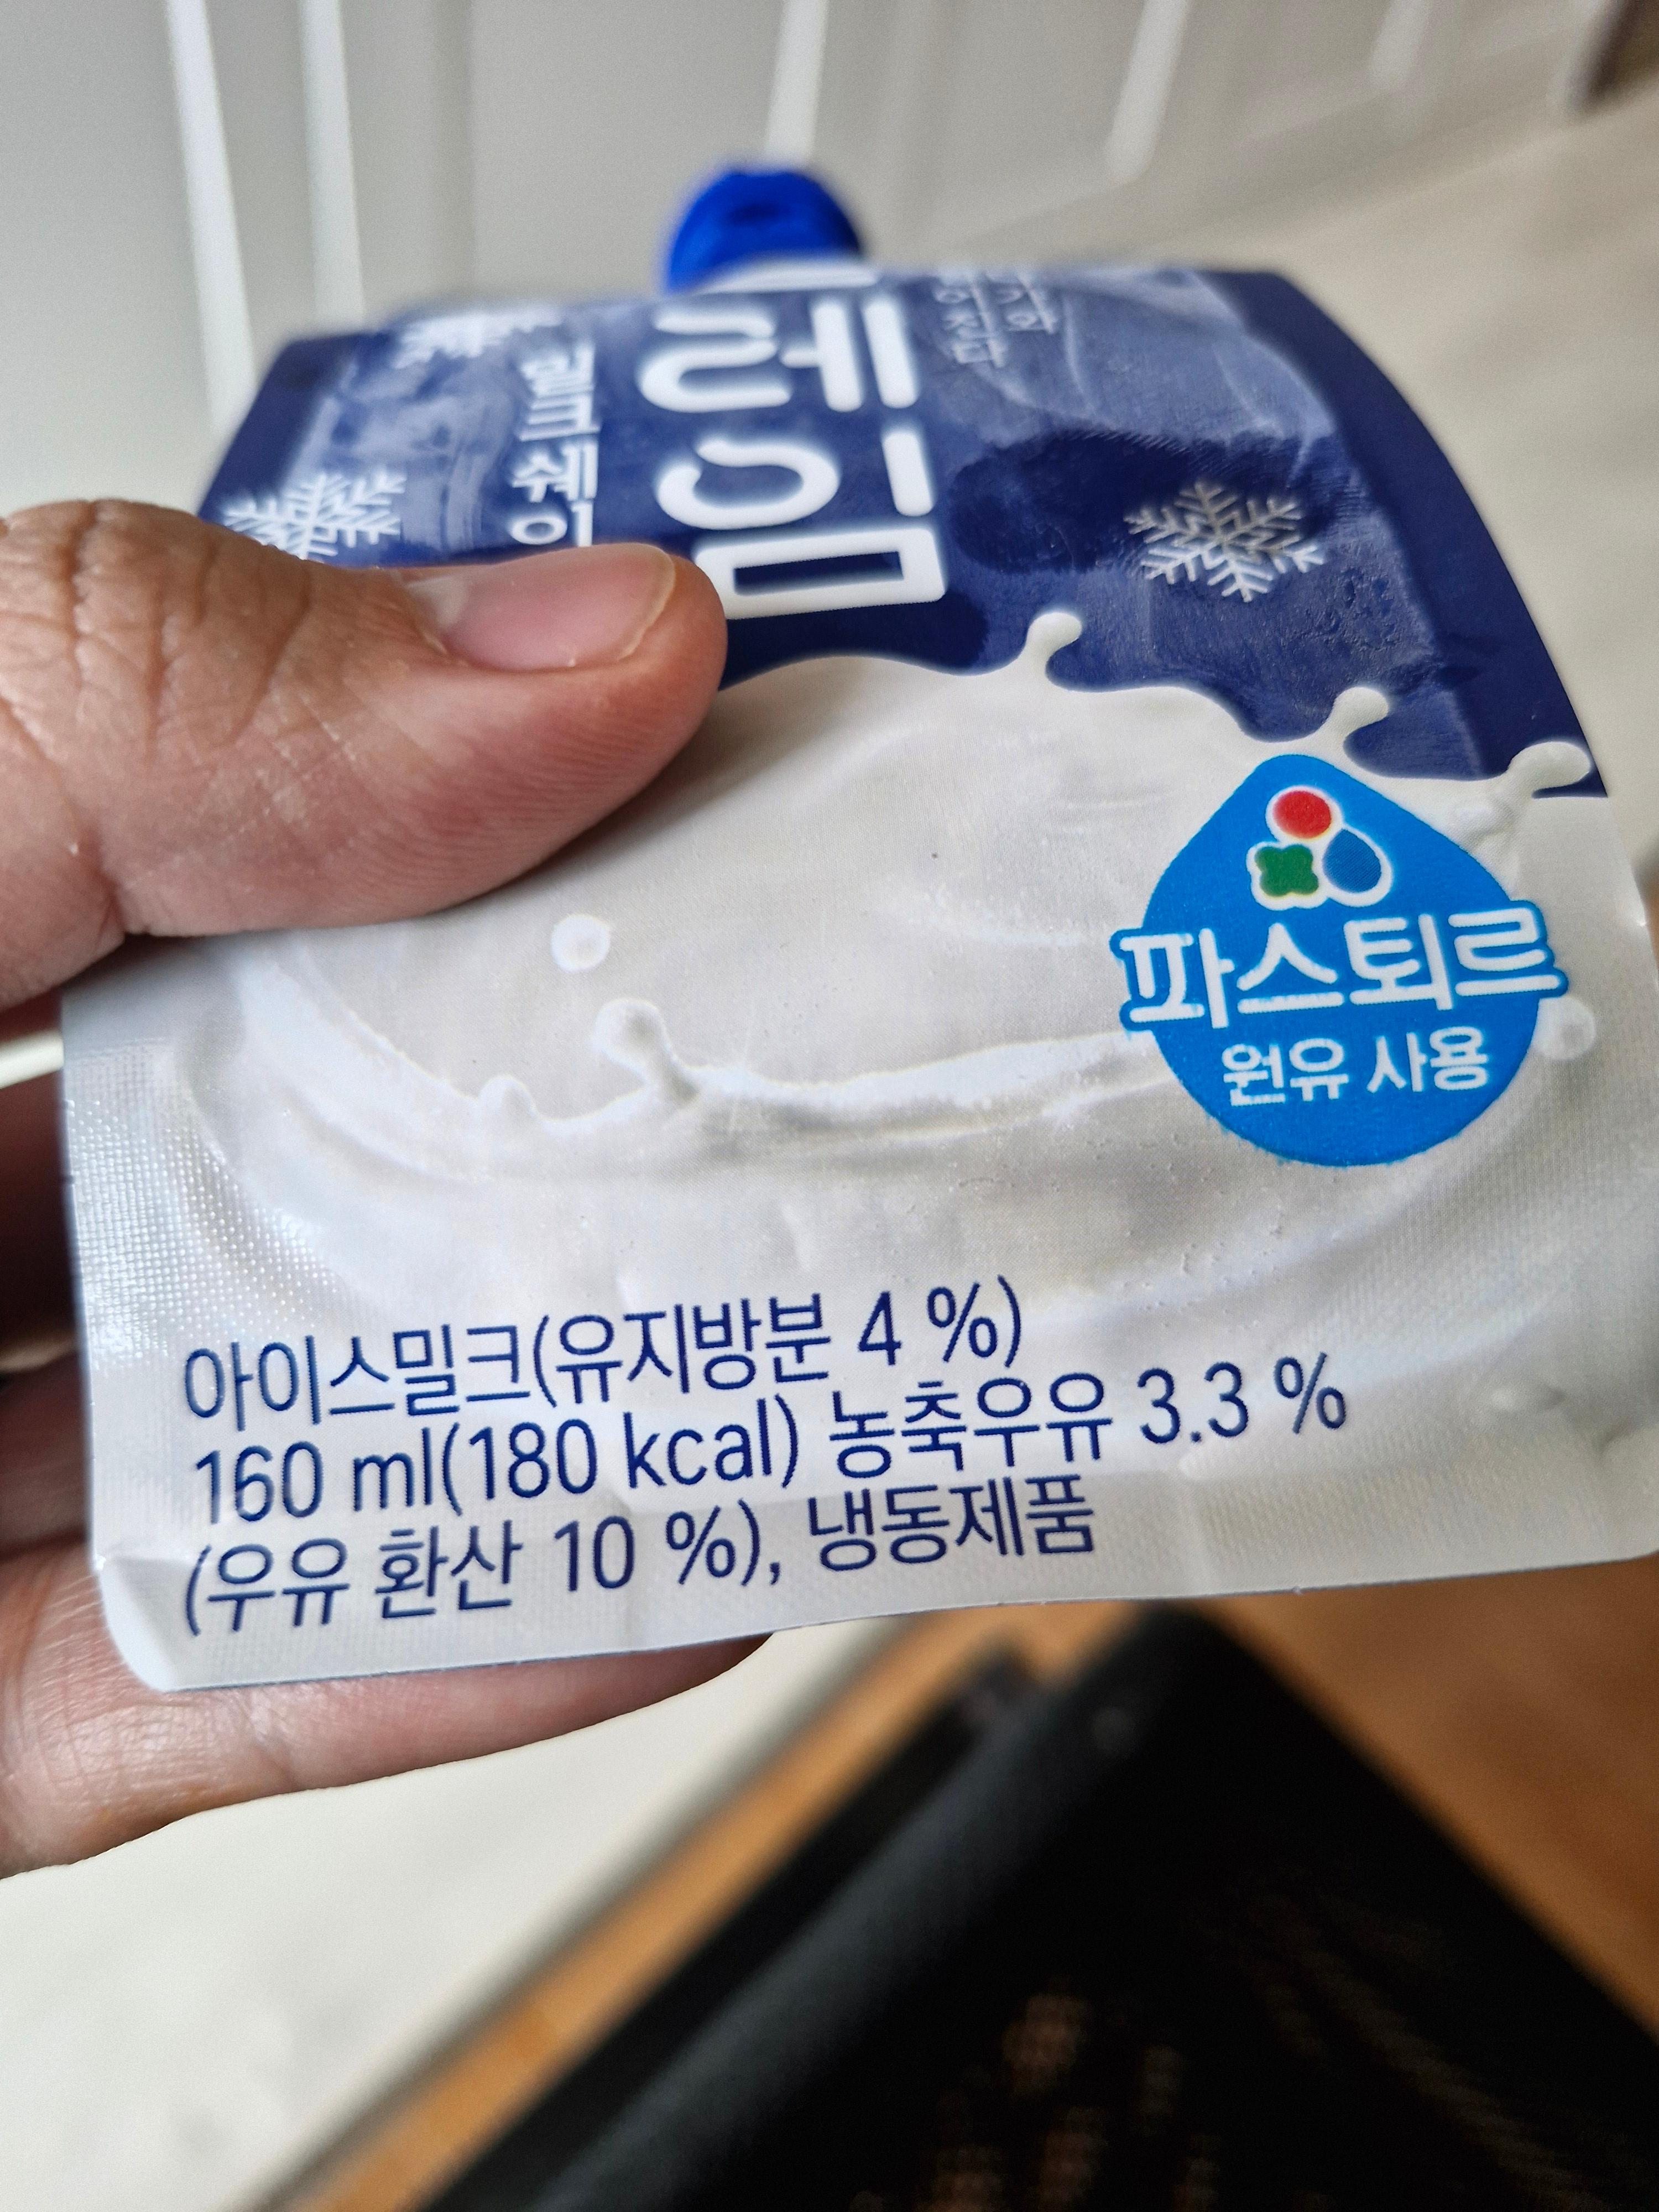 레임
밀크쉐이
파스퇴르
원유 사용
아이스밀크(유지방분 4 %)
160 ml(180 kcal) 농축우유 3.3 %
(우유 환산 10 %), 냉동제품